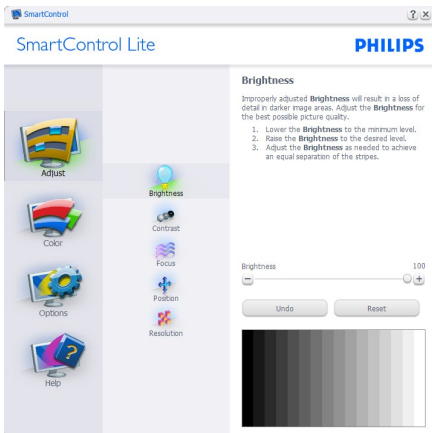 SmartControl
SmartControl Lite
PHILIPS
Adjust
Color
Options
Help
Brightness
Contrast
Focus
Position
Resolution
Brightness
Improperly adjusted Brightness will result in a loss of
detail in darker image areas. Adjust the Brightness for
the best possible picture quality.
1. Lower the Brightness to the minimum level.
2. Raise the Brightness to the desired level.
3. Adjust the Brightness as needed to achieve
an equal separation of the stripes.
Brightness 100
Undo Reset